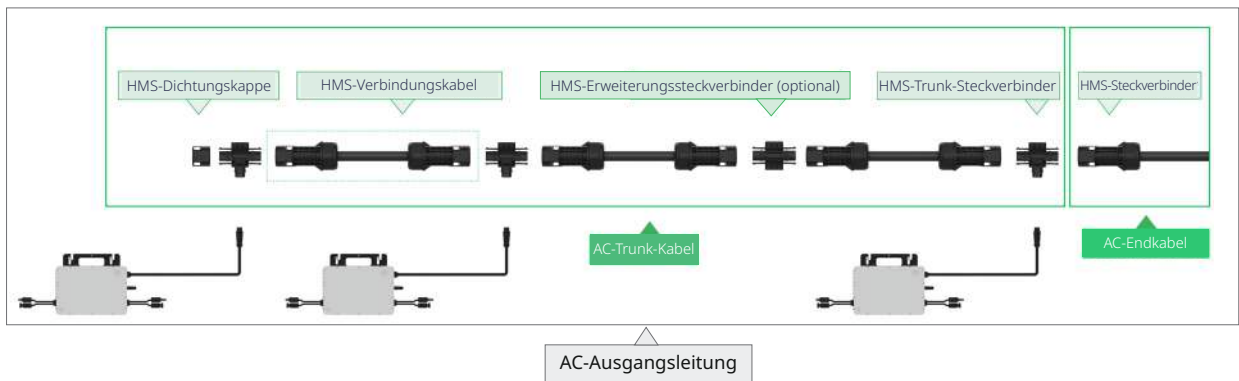 HMS-Dichtungskappe
HMS-Verbindungskabel
HMS-Erweiterungssteckverbinder (optional)
HMS-Trunk-Steckverbinder
HMS-Steckverbinder
AC-Trunk-Kabel
AC-Endkabel
AC-Ausgangsleitung